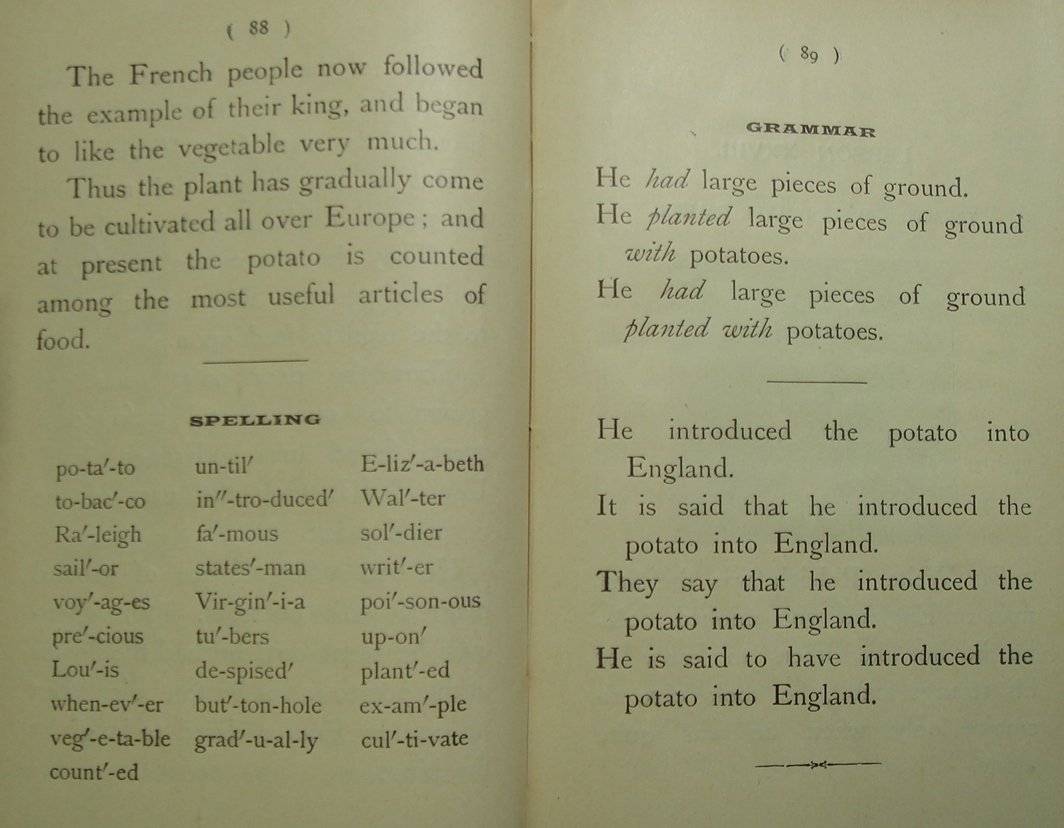 ( 88 )
The French people now followed
the example of their king, and began
to like the vegetable very much.
Thus the plant has gradually come
to be cultivated all over Europe; and
at present the potato is counted
among the most useful articles of
food.
SPELLING
po-ta′-to un-til′ E-liz′-a-beth
to-bac′-co in″-tro-duced′ Wal′-ter
Ra′-leigh fa′-mous sol′-dier
sail′-or states′-man writ′-er
voy′-ag-es Vir-gin′-i-a poi′-son-ous
pre′-cious tu′-bers up-on′
Lou′-is de-spised′ plant′-ed
when-ev′-er but′-ton-hole ex-am′-ple
veg′-e-ta-ble grad′-u-al-ly cul′-ti-vate
count′-ed
( 89 )
GRAMMAR
He had large pieces of ground.
He planted large pieces of ground
with potatoes.
He had large pieces of ground
planted with potatoes.
He introduced the potato into
England.
It is said that he introduced the
potato into England.
They say that he introduced the
potato into England.
He is said to have introduced the
potato into England.